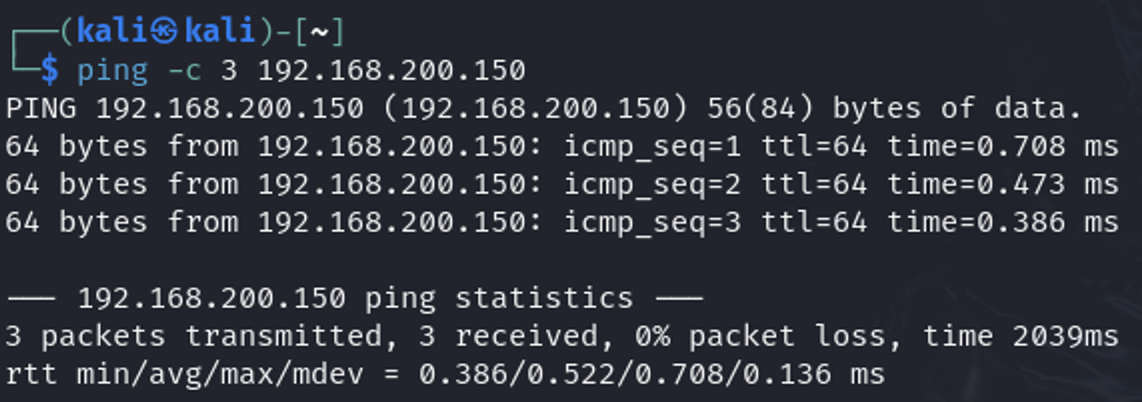 ┌──(kali㉿kali)-[~]
└─$ ping -c 3 192.168.200.150
PING 192.168.200.150 (192.168.200.150) 56(84) bytes of data.
64 bytes from 192.168.200.150: icmp_seq=1 ttl=64 time=0.708 ms
64 bytes from 192.168.200.150: icmp_seq=2 ttl=64 time=0.473 ms
64 bytes from 192.168.200.150: icmp_seq=3 ttl=64 time=0.386 ms

--- 192.168.200.150 ping statistics ---
3 packets transmitted, 3 received, 0% packet loss, time 2039ms
rtt min/avg/max/mdev = 0.386/0.522/0.708/0.136 ms